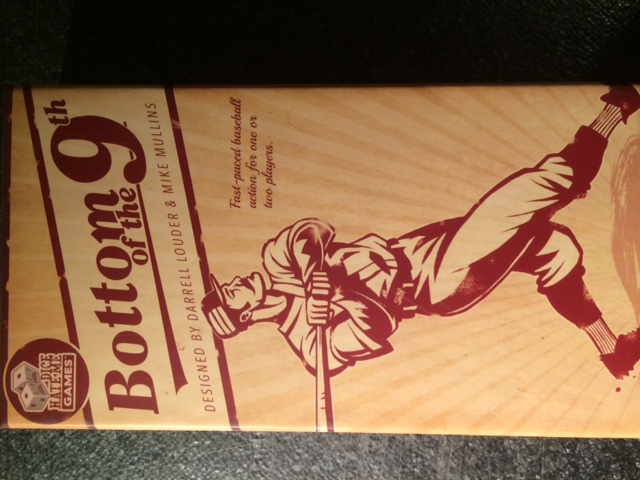 DICE
HATE ME
GAMES
Bottom
of the
9th
DESIGNED BY DARRELL LOUDER & MIKE MULLINS
Fast-paced baseball
action for one or
two players.